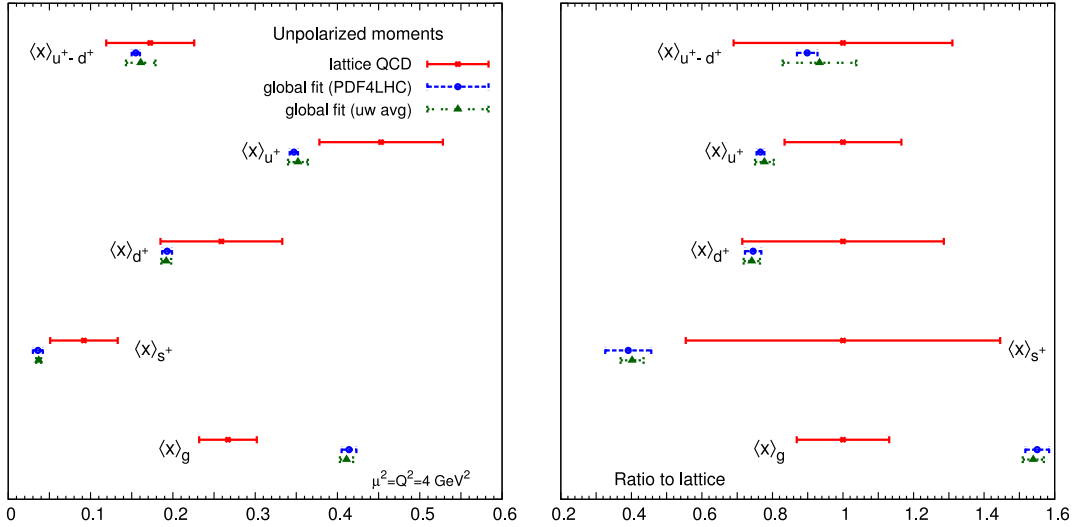 Unpolarized moments
lattice QCD
global fit (PDF4LHC)
global fit (uw avg)
⟨x⟩u⁺- d⁺
⟨x⟩u⁺
⟨x⟩d⁺
⟨x⟩s⁺
⟨x⟩g
μ²=Q²=4 GeV²
0 0.1 0.2 0.3 0.4 0.5 0.6
⟨x⟩u⁺- d⁺
⟨x⟩u⁺
⟨x⟩d⁺
⟨x⟩s⁺
⟨x⟩g
Ratio to lattice
0.2 0.4 0.6 0.8 1 1.2 1.4 1.6